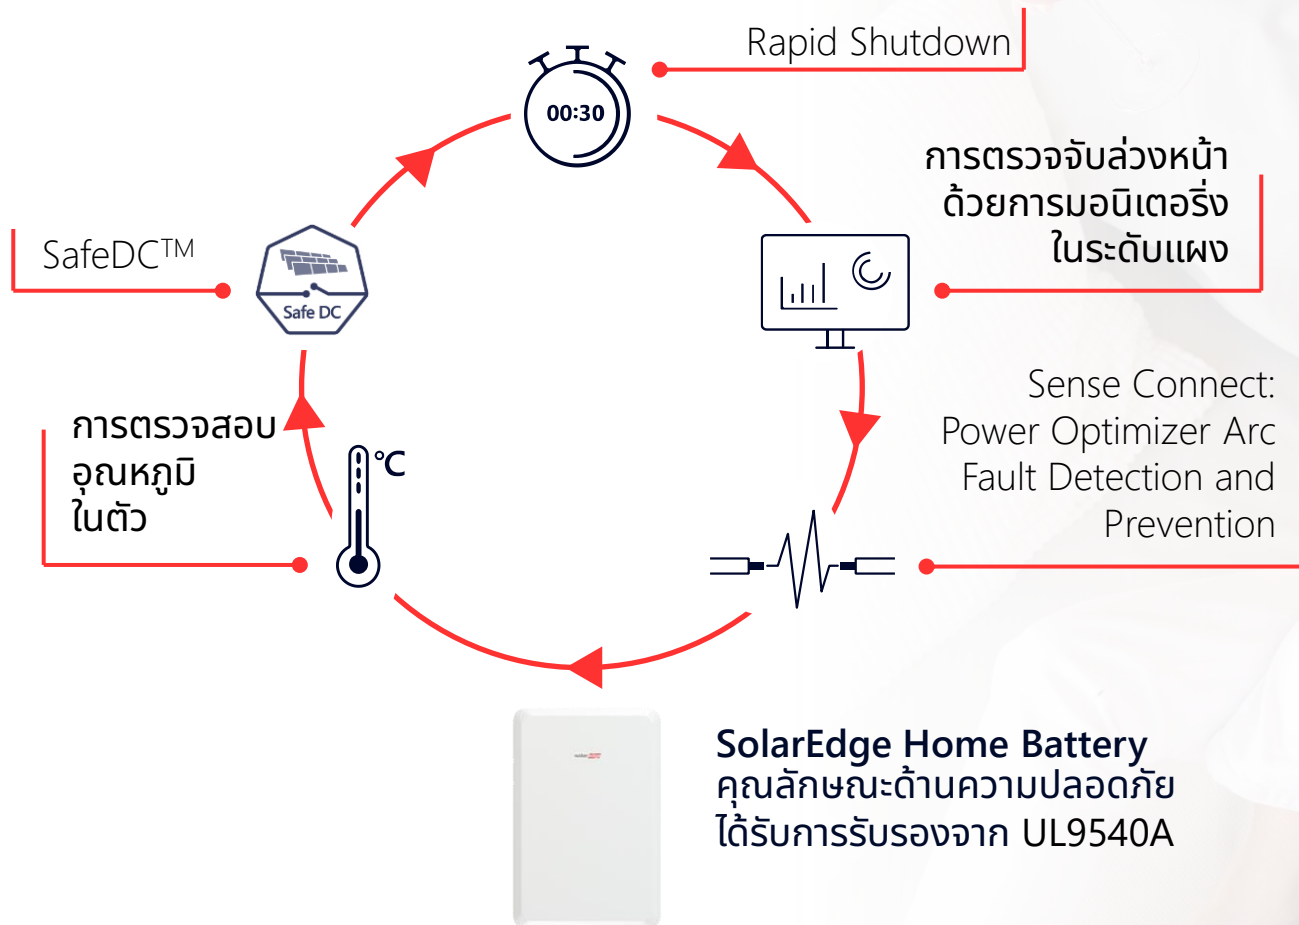 Rapid Shutdown
00:30
การตรวจจับล่วงหน้า
ด้วยการมอนิเตอริ่ง
ในระดับแผง
SafeDC™
Safe DC
Sense Connect:
Power Optimizer Arc
Fault Detection and
Prevention
การตรวจสอบ
อุณหภูมิ
ในตัว
°C
SolarEdge Home Battery
คุณลักษณะด้านความปลอดภัย
ได้รับการรับรองจาก UL9540A